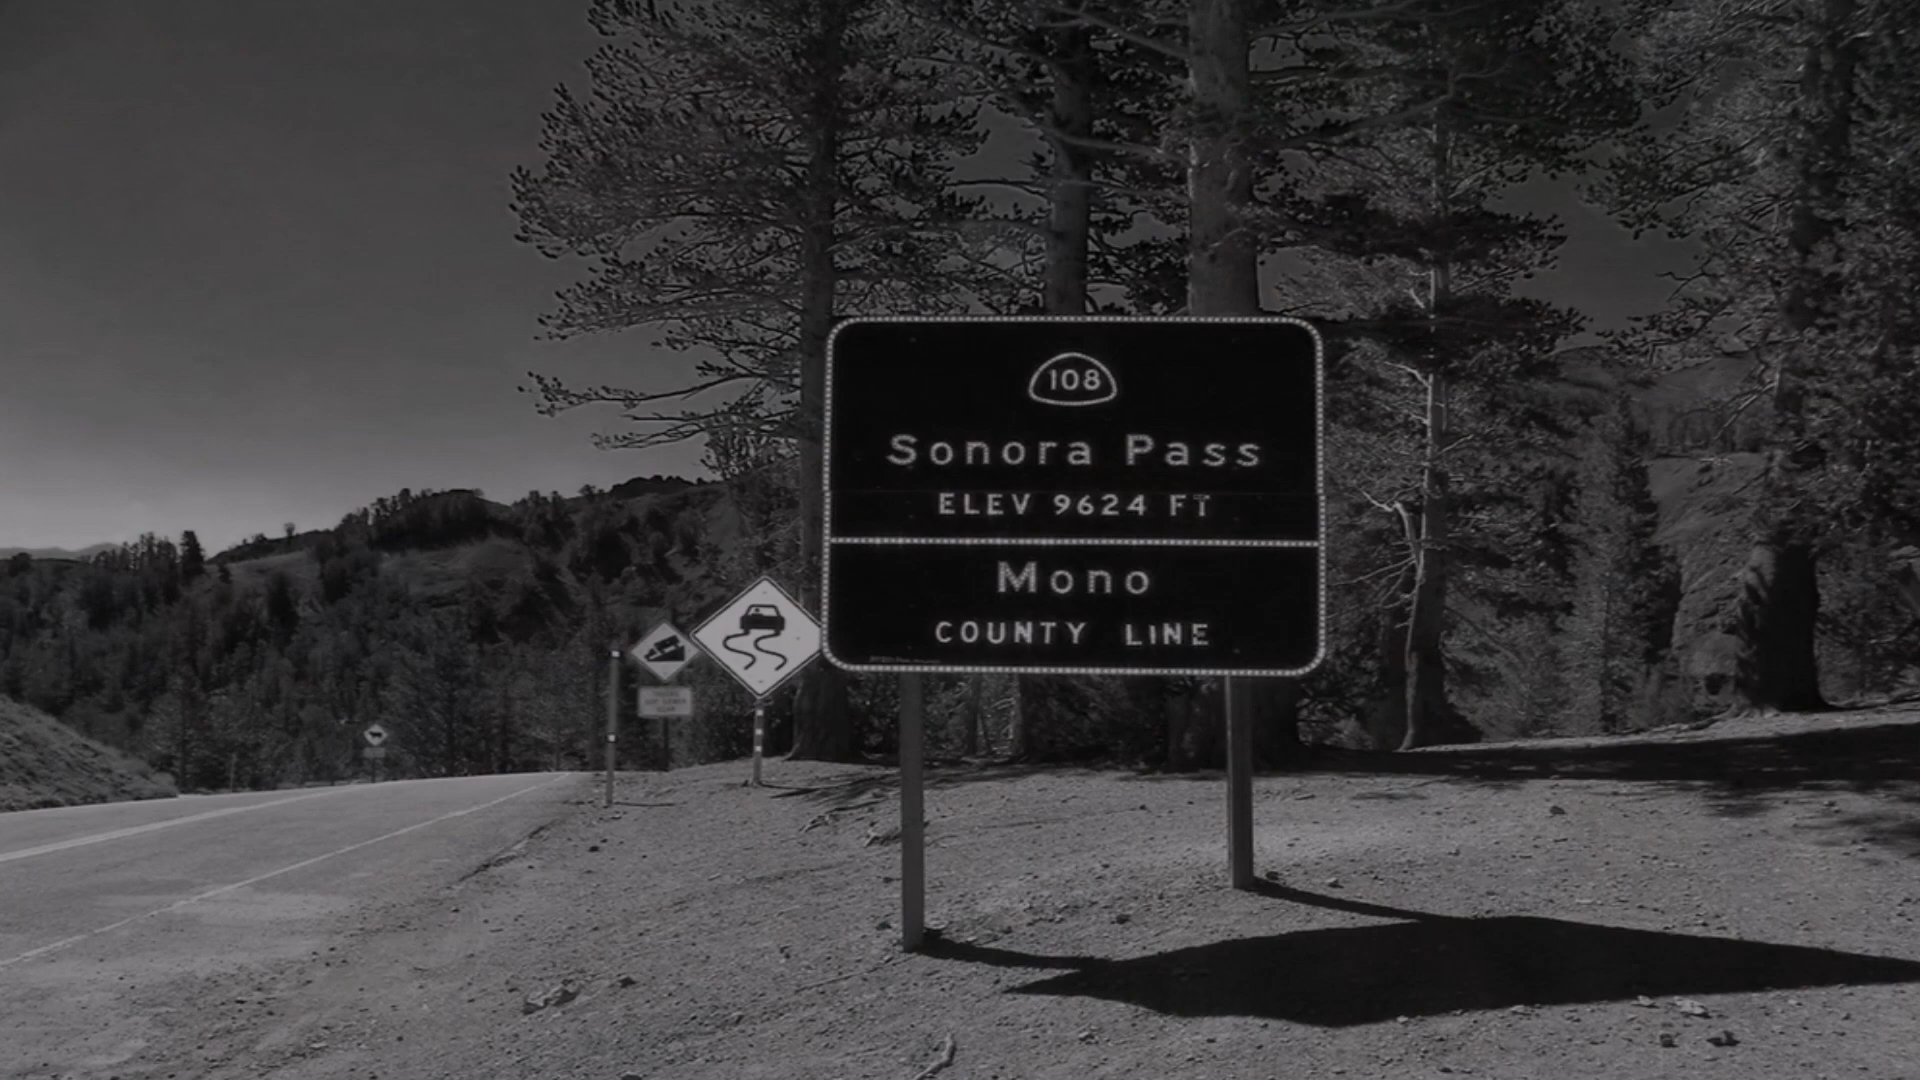 108
Sonora Pass
ELEV 9624 FT
Mono
COUNTY LINE